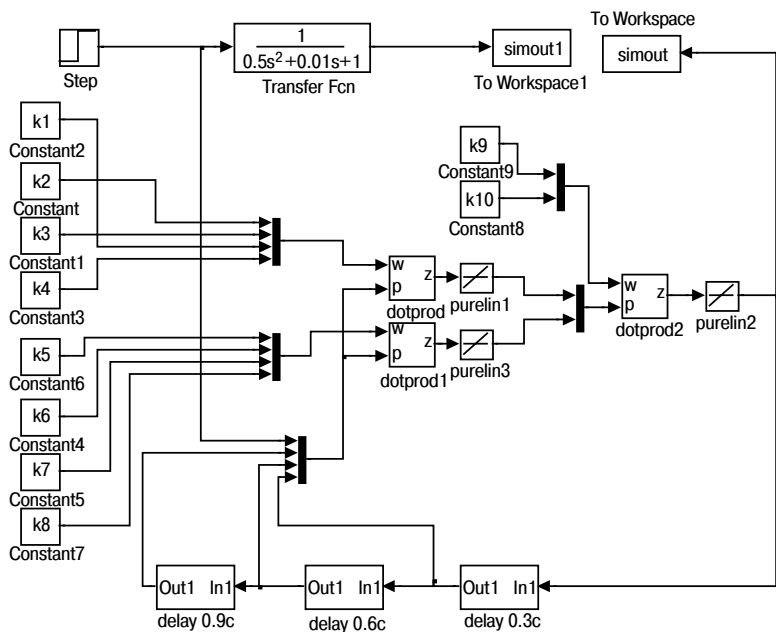 To Workspace
1
0.5s²+0.01s+1
simout1
simout
Step
Transfer Fcn
To Workspace1
k1
Constant2
k2
Constant
k3
Constant1
k4
Constant3
k9
Constant9
k10
Constant8
w
p
z
dotprod
purelin1
w
p
z
dotprod1
purelin3
w
p
z
dotprod2
purelin2
k5
Constant6
k6
Constant4
k7
Constant5
k8
Constant7
Out1 In1
delay 0.9c
Out1 In1
delay 0.6c
Out1 In1
delay 0.3c